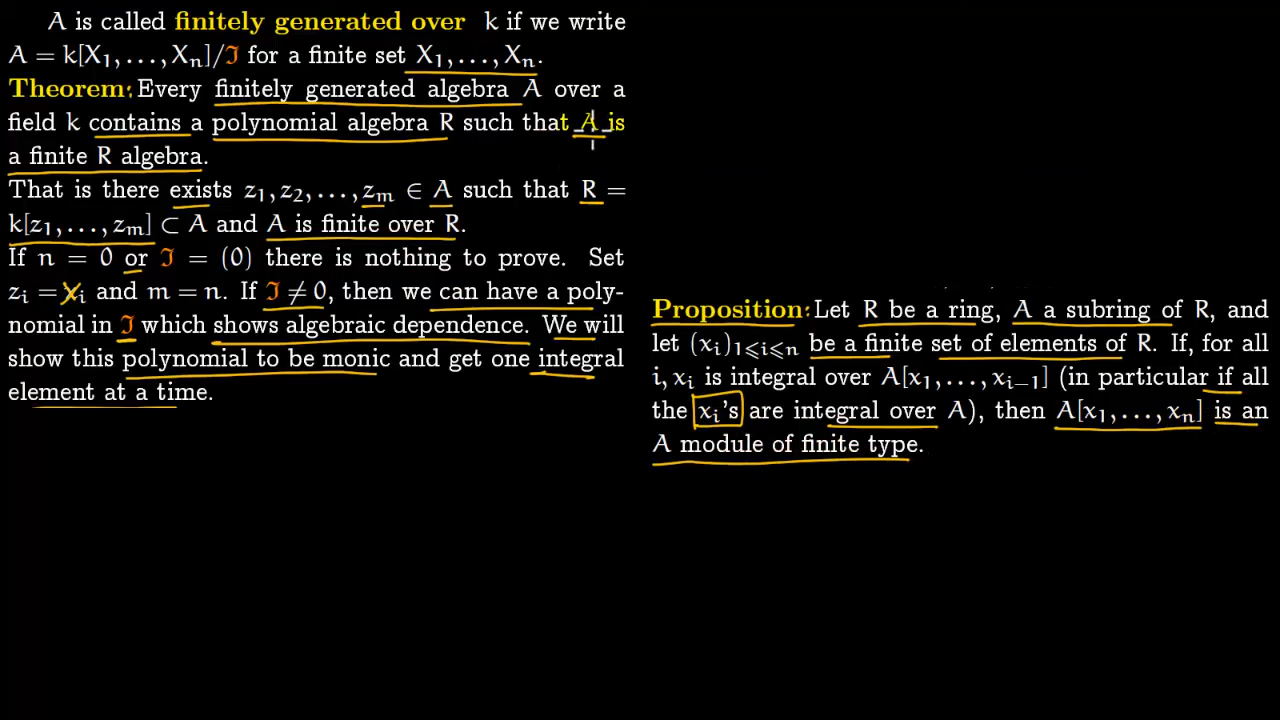 A is called finitely generated over k if we write
A = k[X₁, . . . , Xₙ]/ℑ for a finite set X₁, . . . , Xₙ.
Theorem: Every finitely generated algebra A over a
field k contains a polynomial algebra R such that A is
a finite R algebra.
That is there exists z₁, z₂, . . . , zₘ ∈ A such that R =
k[z₁, . . . , zₘ] ⊂ A and A is finite over R.
If n = 0 or ℑ = (0) there is nothing to prove. Set
zᵢ = Xᵢ and m = n. If ℑ ≠ 0, then we can have a poly-
nomial in ℑ which shows algebraic dependence. We will
show this polynomial to be monic and get one integral
element at a time.
Proposition: Let R be a ring, A a subring of R, and
let (xᵢ)₁⩽ᵢ⩽ₙ be a finite set of elements of R. If, for all
i, xᵢ is integral over A[x₁, . . . , xᵢ₋₁] (in particular if all
the xᵢ's are integral over A), then A[x₁, . . . , xₙ] is an
A module of finite type.